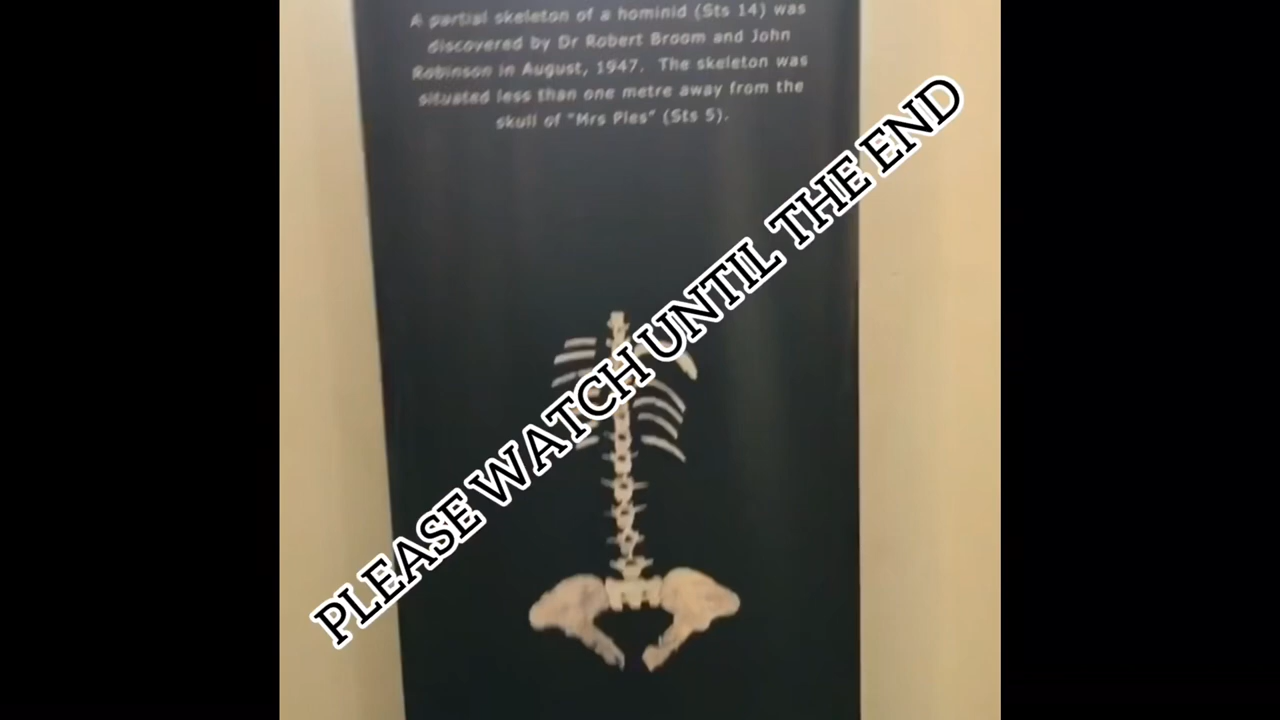 A partial skeleton of a hominid (Sts 14) was
discovered by Dr Robert Broom and John
Robinson in August, 1947. The skeleton was
situated less than one metre away from the
skull of "Mrs Ples" (Sts 5).
PLEASE WATCH UNTIL THE END